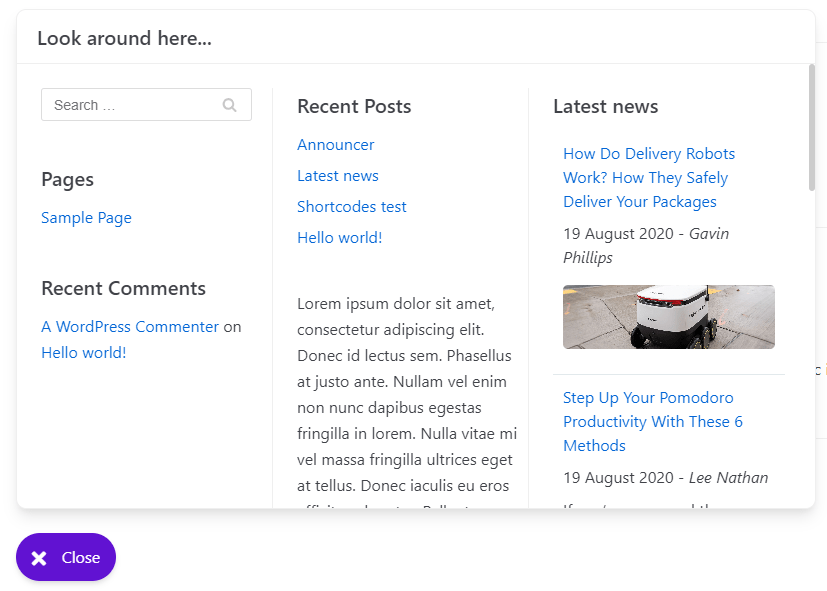 Look around here...
Search …
Pages
Sample Page
Recent Comments
A WordPress Commenter on
Hello world!
Recent Posts
Announcer
Latest news
Shortcodes test
Hello world!
Lorem ipsum dolor sit amet,
consectetur adipiscing elit.
Donec id lectus sem. Phasellus
at justo ante. Nullam vel enim
non nunc dapibus egestas
fringilla in lorem. Nulla vitae mi
vel massa fringilla ultrices eget
at tellus. Donec iaculis eu eros
Latest news
How Do Delivery Robots
Work? How They Safely
Deliver Your Packages
19 August 2020 - Gavin
Phillips
Step Up Your Pomodoro
Productivity With These 6
Methods
19 August 2020 - Lee Nathan
Close